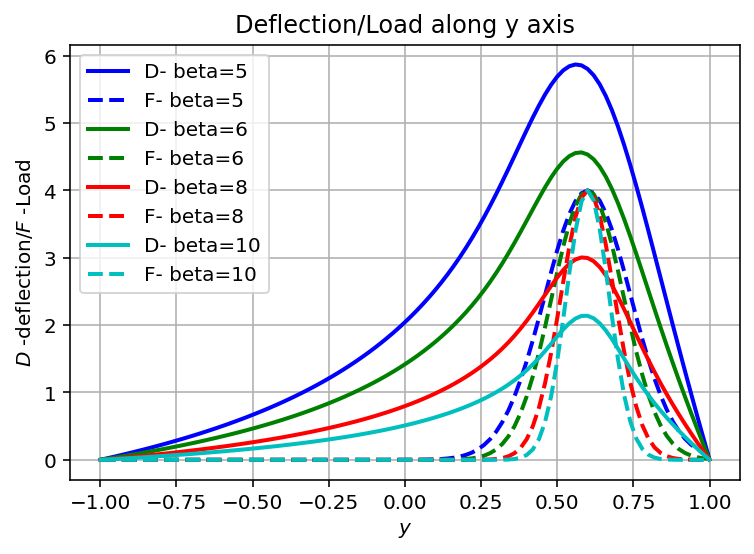 Deflection/Load along y axis
D -deflection/F -Load
6
5
4
3
2
1
0
D- beta=5
F- beta=5
D- beta=6
F- beta=6
D- beta=8
F- beta=8
D- beta=10
F- beta=10
−1.00 −0.75 −0.50 −0.25 0.00 0.25 0.50 0.75 1.00
y